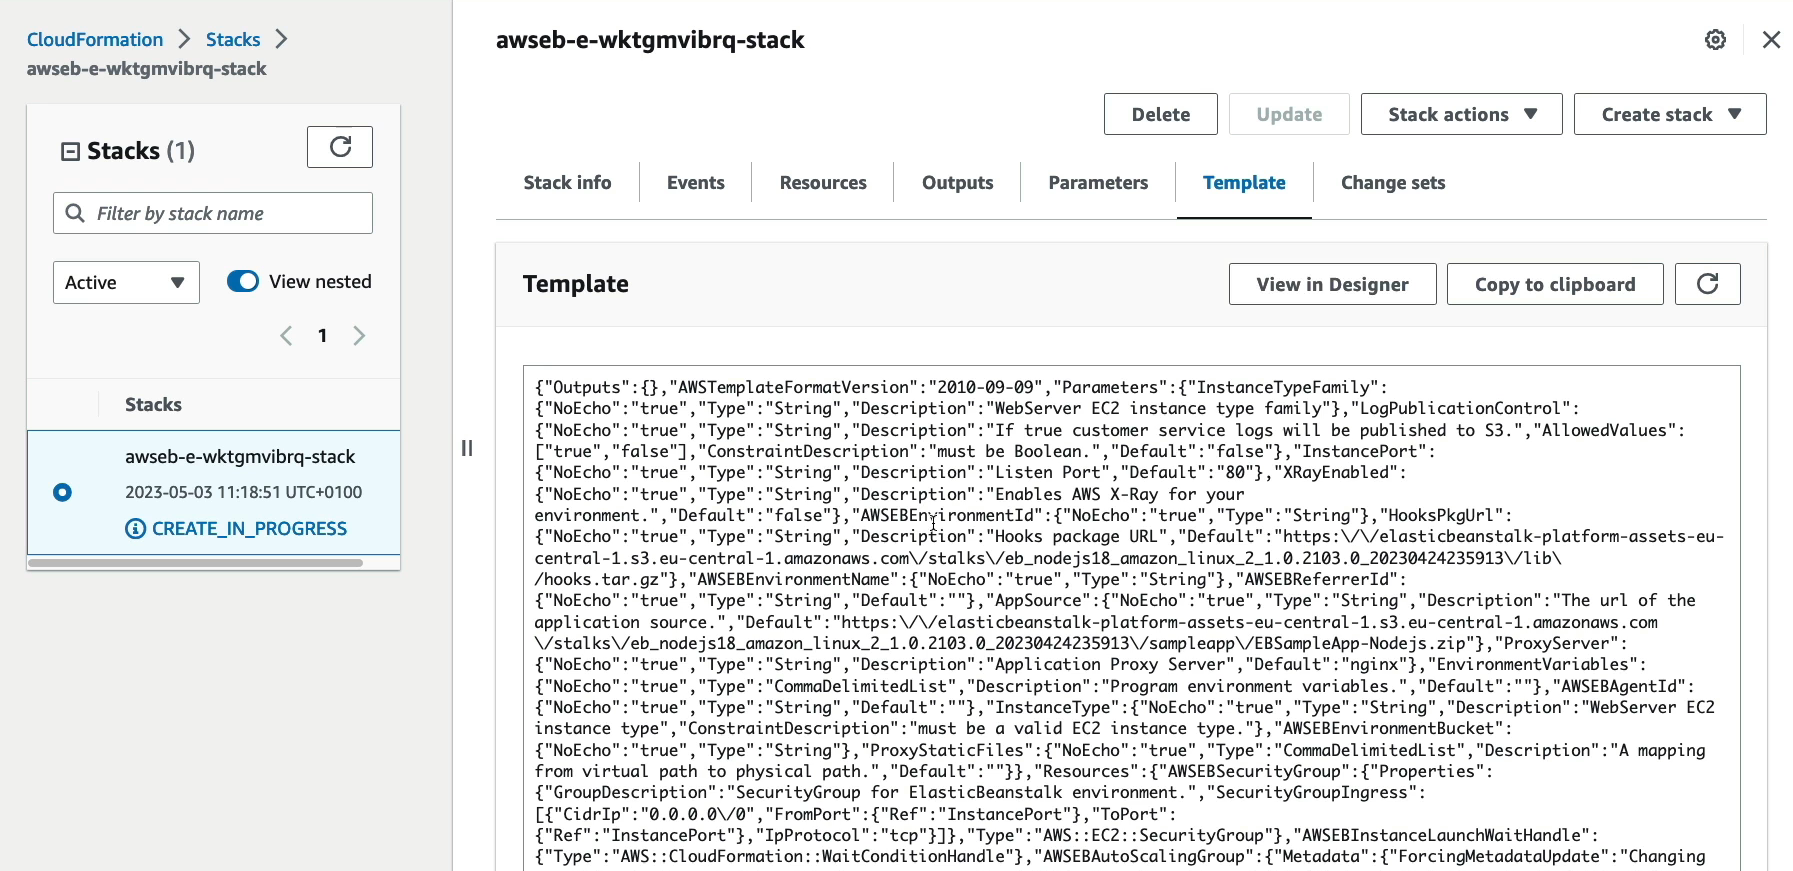 CloudFormation > Stacks >
awseb-e-wktgmvibrq-stack
Stacks (1)
Filter by stack name
Active
View nested
1
Stacks
awseb-e-wktgmvibrq-stack
2023-05-03 11:18:51 UTC+0100
CREATE_IN_PROGRESS
awseb-e-wktgmvibrq-stack
Delete
Update
Stack actions
Create stack
Stack info
Events
Resources
Outputs
Parameters
Template
Change sets
Template
View in Designer
Copy to clipboard
{"Outputs":{},"AWSTemplateFormatVersion":"2010-09-09","Parameters":{"InstanceTypeFamily":
{"NoEcho":"true","Type":"String","Description":"WebServer EC2 instance type family"},"LogPublicationControl":
{"NoEcho":"true","Type":"String","Description":"If true customer service logs will be published to S3.","AllowedValues":
["true","false"],"ConstraintDescription":"must be Boolean.","Default":"false"},"InstancePort":
{"NoEcho":"true","Type":"String","Description":"Listen Port","Default":"80"},"XRayEnabled":
{"NoEcho":"true","Type":"String","Description":"Enables AWS X-Ray for your
environment.","Default":"false"},"AWSEBEnvironmentId":{"NoEcho":"true","Type":"String"},"HooksPkgUrl":
{"NoEcho":"true","Type":"String","Description":"Hooks package URL","Default":"https:\/\/elasticbeanstalk-platform-assets-eu-
central-1.s3.eu-central-1.amazonaws.com\/stalks\/eb_nodejs18_amazon_linux_2_1.0.2103.0_20230424235913\/lib\
/hooks.tar.gz"},"AWSEBEnvironmentName":{"NoEcho":"true","Type":"String"},"AWSEBReferrerId":
{"NoEcho":"true","Type":"String","Default":""},"AppSource":{"NoEcho":"true","Type":"String","Description":"The url of the
application source.","Default":"https:\/\/elasticbeanstalk-platform-assets-eu-central-1.s3.eu-central-1.amazonaws.com
\/stalks\/eb_nodejs18_amazon_linux_2_1.0.2103.0_20230424235913\/sampleapp\/EBSampleApp-Nodejs.zip"},"ProxyServer":
{"NoEcho":"true","Type":"String","Description":"Application Proxy Server","Default":"nginx"},"EnvironmentVariables":
{"NoEcho":"true","Type":"CommaDelimitedList","Description":"Program environment variables.","Default":""},"AWSEBAgentId":
{"NoEcho":"true","Type":"String","Default":""},"InstanceType":{"NoEcho":"true","Type":"String","Description":"WebServer EC2
instance type","ConstraintDescription":"must be a valid EC2 instance type."},"AWSEBEnvironmentBucket":
{"NoEcho":"true","Type":"String"},"ProxyStaticFiles":{"NoEcho":"true","Type":"CommaDelimitedList","Description":"A mapping
from virtual path to physical path.","Default":""}},"Resources":{"AWSEBSecurityGroup":{"Properties":
{"GroupDescription":"SecurityGroup for ElasticBeanstalk environment.","SecurityGroupIngress":
[{"CidrIp":"0.0.0.0\/0","FromPort":{"Ref":"InstancePort"},"ToPort":
{"Ref":"InstancePort"},"IpProtocol":"tcp"}]},"Type":"AWS::EC2::SecurityGroup"},"AWSEBInstanceLaunchWaitHandle":
{"Type":"AWS::CloudFormation::WaitConditionHandle"},"AWSEBAutoScalingGroup":{"Metadata":{"ForcingMetadataUpdate":"Changing